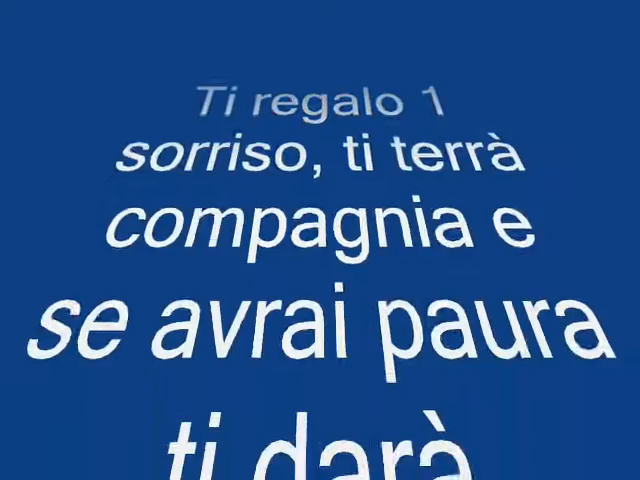 Ti regalo 1
sorriso, ti terrà
compagnia e
se avrai paura
ti darà